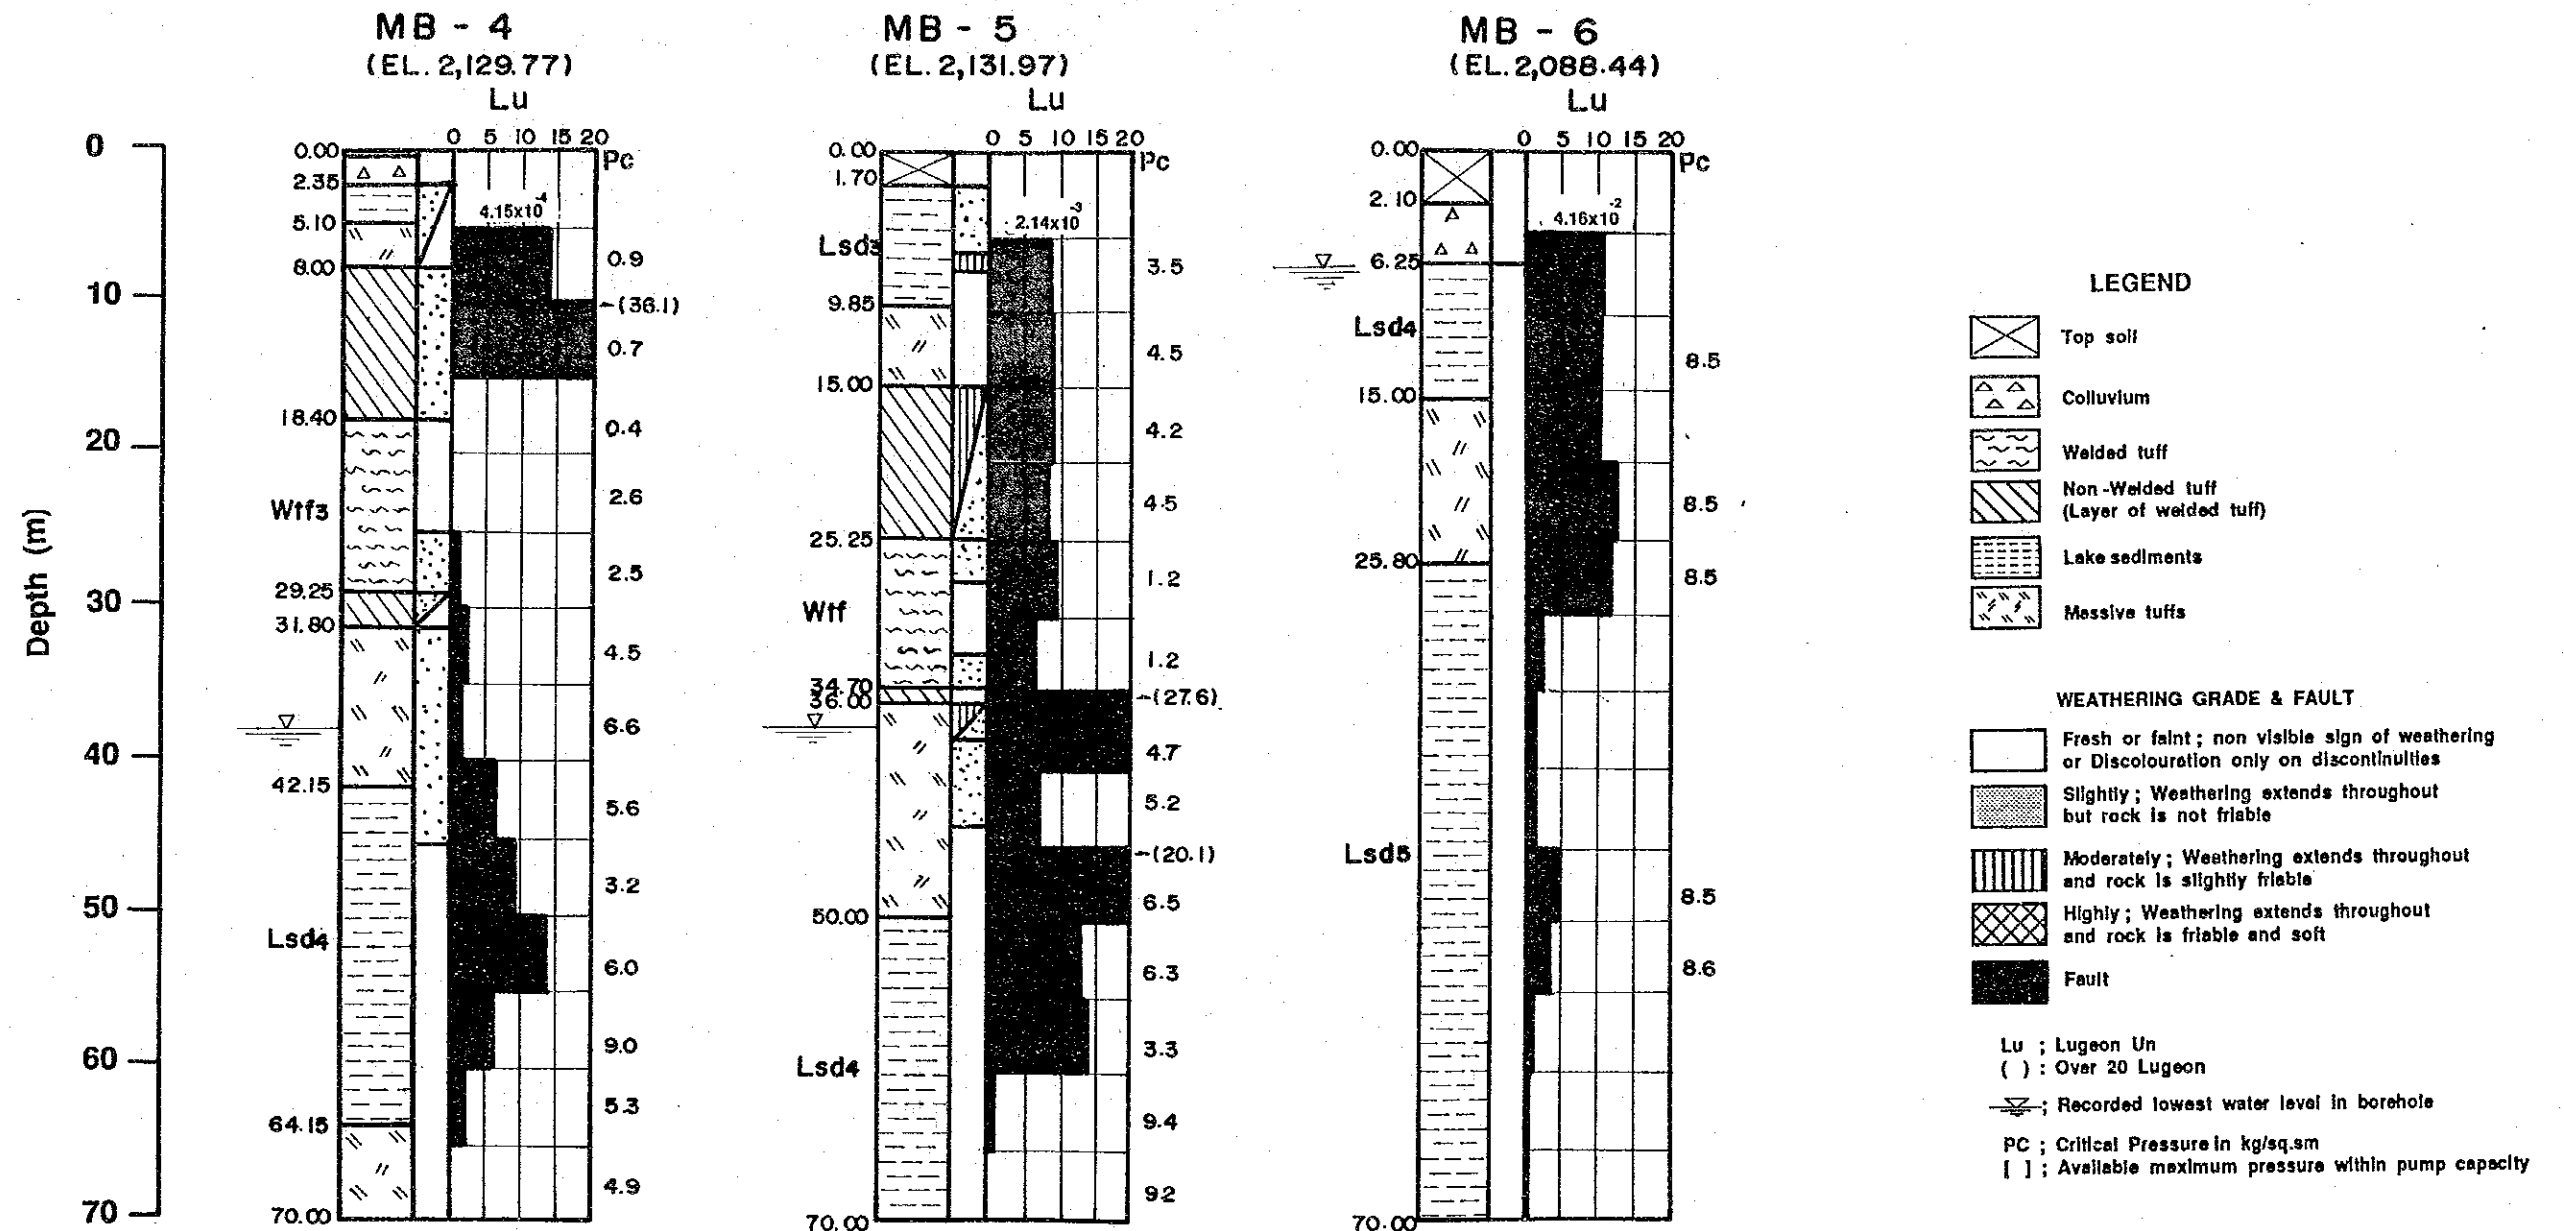 MB - 4
(EL. 2,129.77)
Lu
0 5 10 15 20
Pc
0.00
2.35
5.10
8.00
18.40
29.25
31.80
42.15
64.15
70.00
4.15x10-4
Wtf3
Lsd4
0.9
(36.1)
0.7
0.4
2.6
2.5
4.5
6.6
5.6
3.2
6.0
9.0
5.3
4.9
MB - 5
(EL. 2,131.97)
Lu
0 5 10 15 20
Pc
0.00
1.70
9.85
15.00
25.25
34.70
36.00
50.00
70.00
2.14x10-3
Lsd3
Wtf
Lsd4
3.5
4.5
4.2
4.5
1.2
1.2
(27.6)
4.7
5.2
(20.1)
6.5
6.3
3.3
9.4
92
MB - 6
(EL. 2,088.44)
Lu
0 5 10 15 20
Pc
0.00
2.10
6.25
15.00
25.80
70.00
4.16x10-2
Lsd4
Lsd5
8.5
8.5
8.5
8.5
8.6
Depth (m)
0
10
20
30
40
50
60
70
LEGEND
Top soil
Colluvium
Welded tuff
Non-Welded tuff
(Layer of welded tuff)
Lake sediments
Massive tuffs
WEATHERING GRADE & FAULT
Fresh or faint ; non visible sign of weathering
or Discolouration only on discontinuities
Slightly ; Weathering extends throughout
but rock is not friable
Moderately ; Weathering extends throughout
and rock is slightly friable
Highly ; Weathering extends throughout
and rock is friable and soft
Fault
Lu ; Lugeon Un
( ) : Over 20 Lugeon
; Recorded lowest water level in borehole
PC ; Critical Pressure in kg/sq.sm
[ ] ; Available maximum pressure within pump capacity